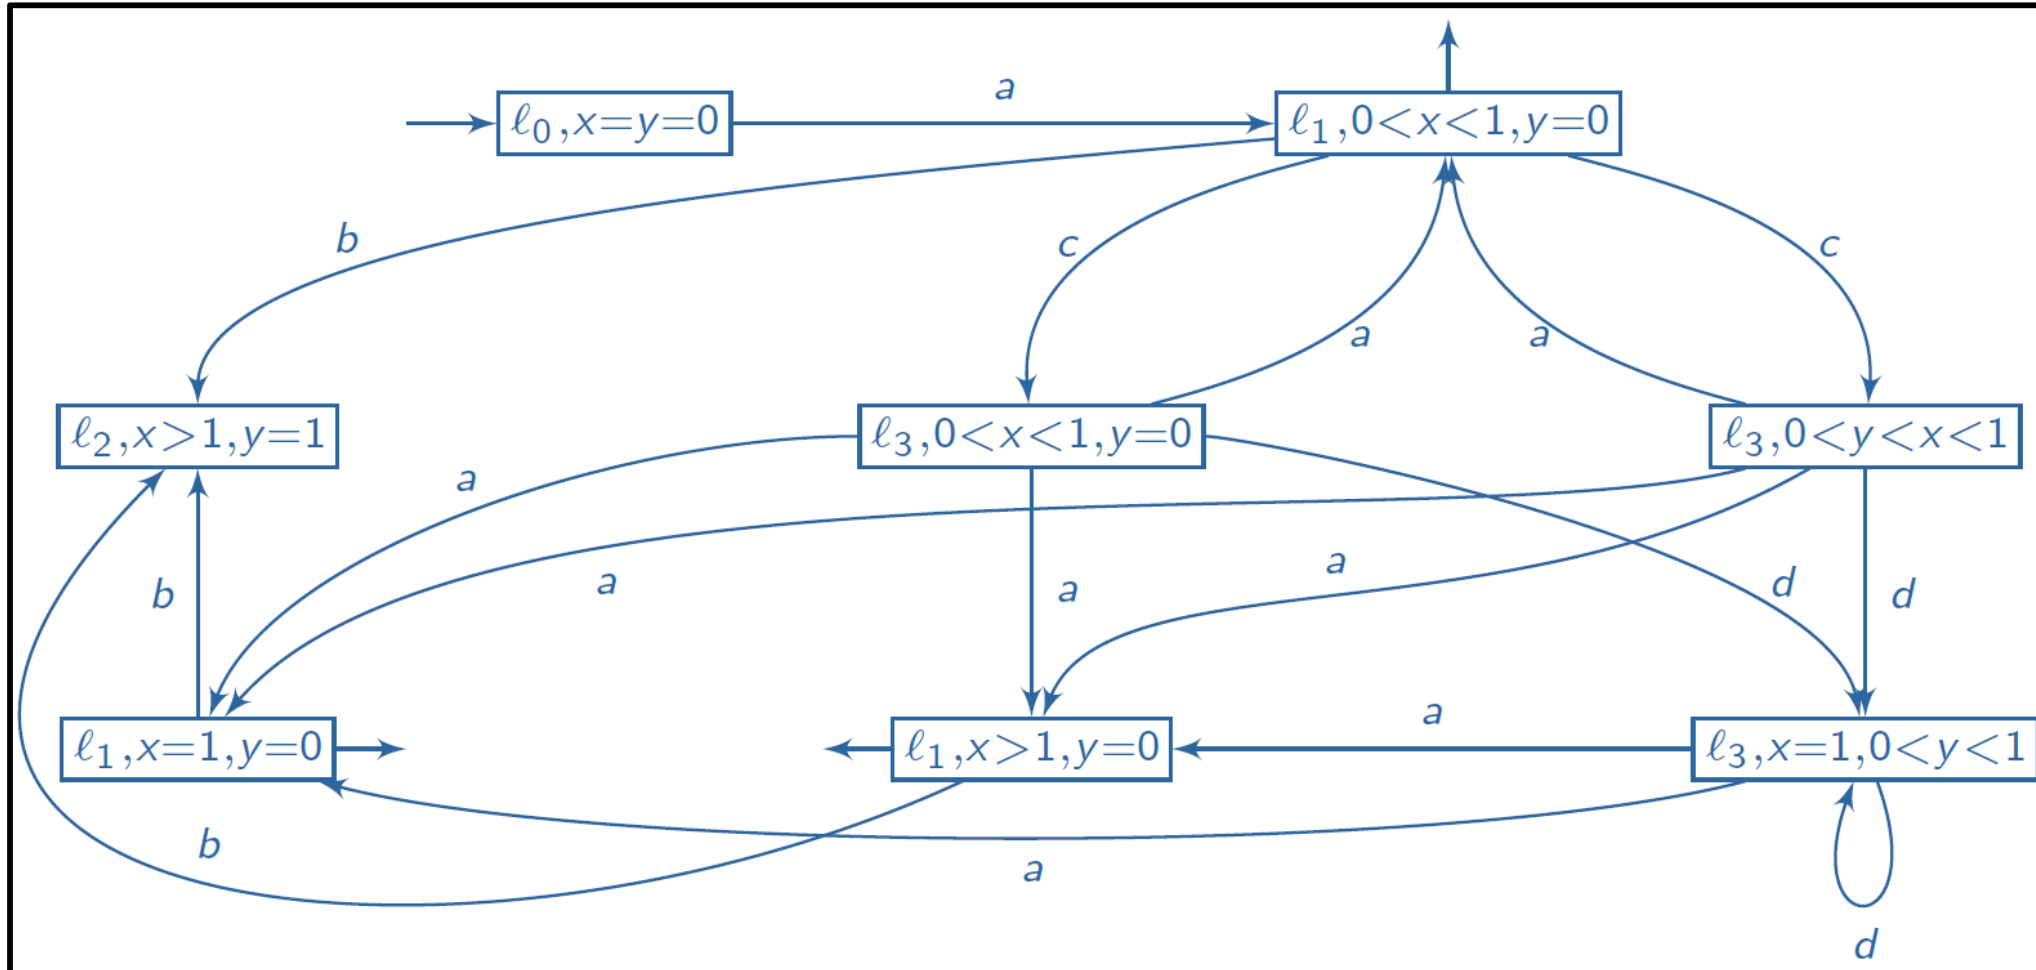 a
ℓ0,x=y=0
ℓ1,0<x<1,y=0
b
c
c
a
a
ℓ2,x>1,y=1
ℓ3,0<x<1,y=0
ℓ3,0<y<x<1
a
a
a
b
a
d
d
a
ℓ1,x=1,y=0
ℓ1,x>1,y=0
ℓ3,x=1,0<y<1
b
a
d